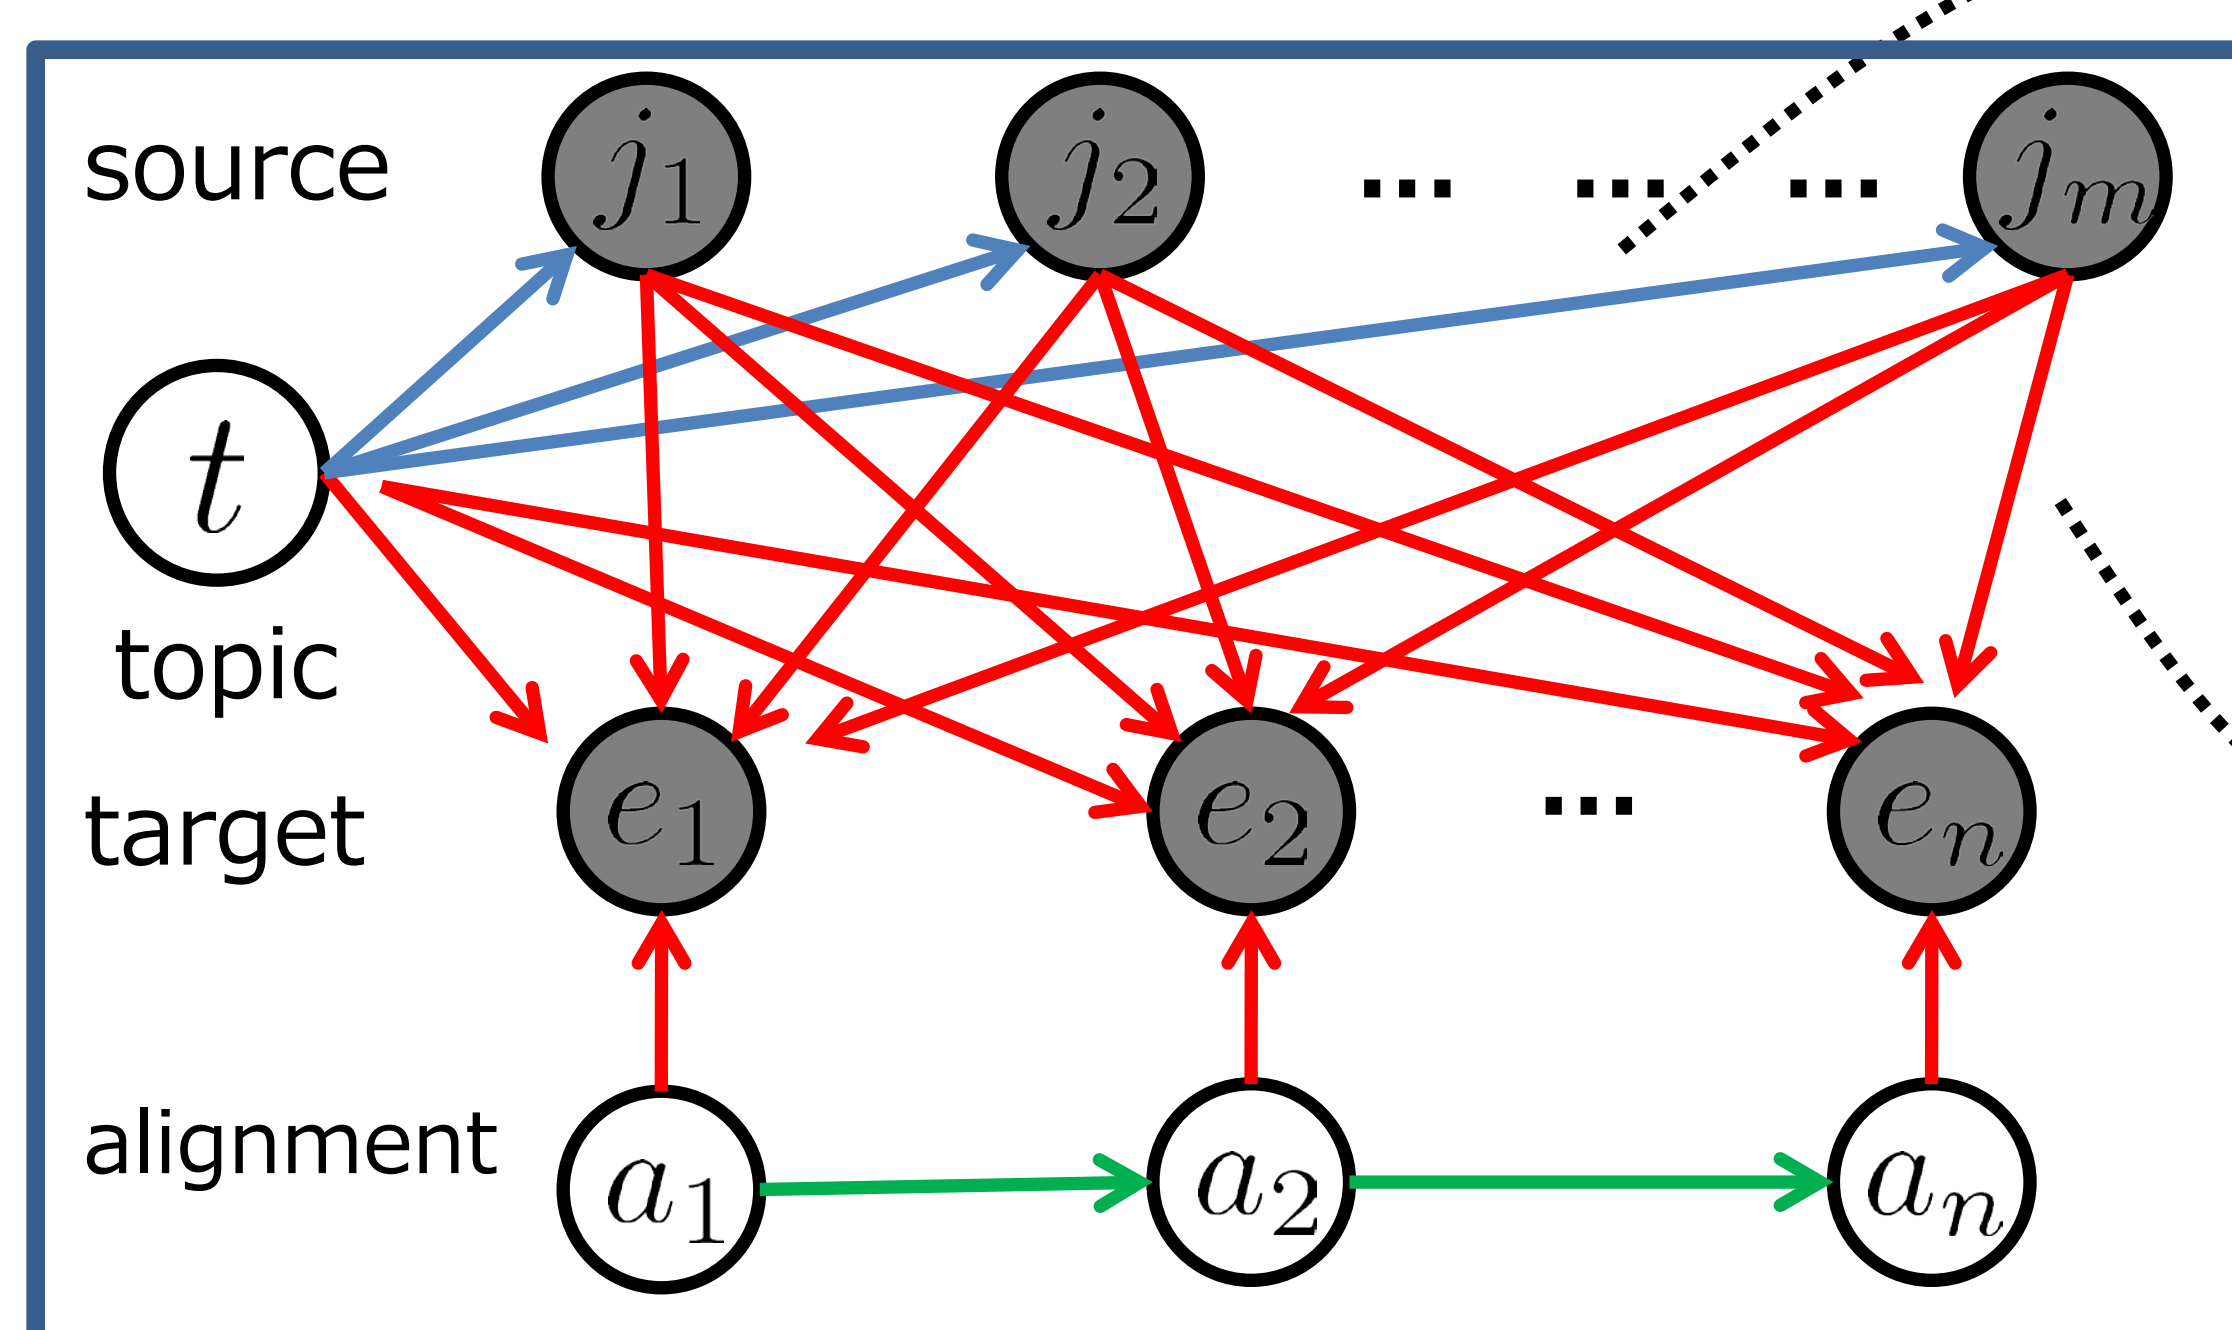 source j₁ j₂ ... ... ... jₘ
t
topic
target e₁ e₂ ... eₙ
alignment a₁ a₂ aₙ